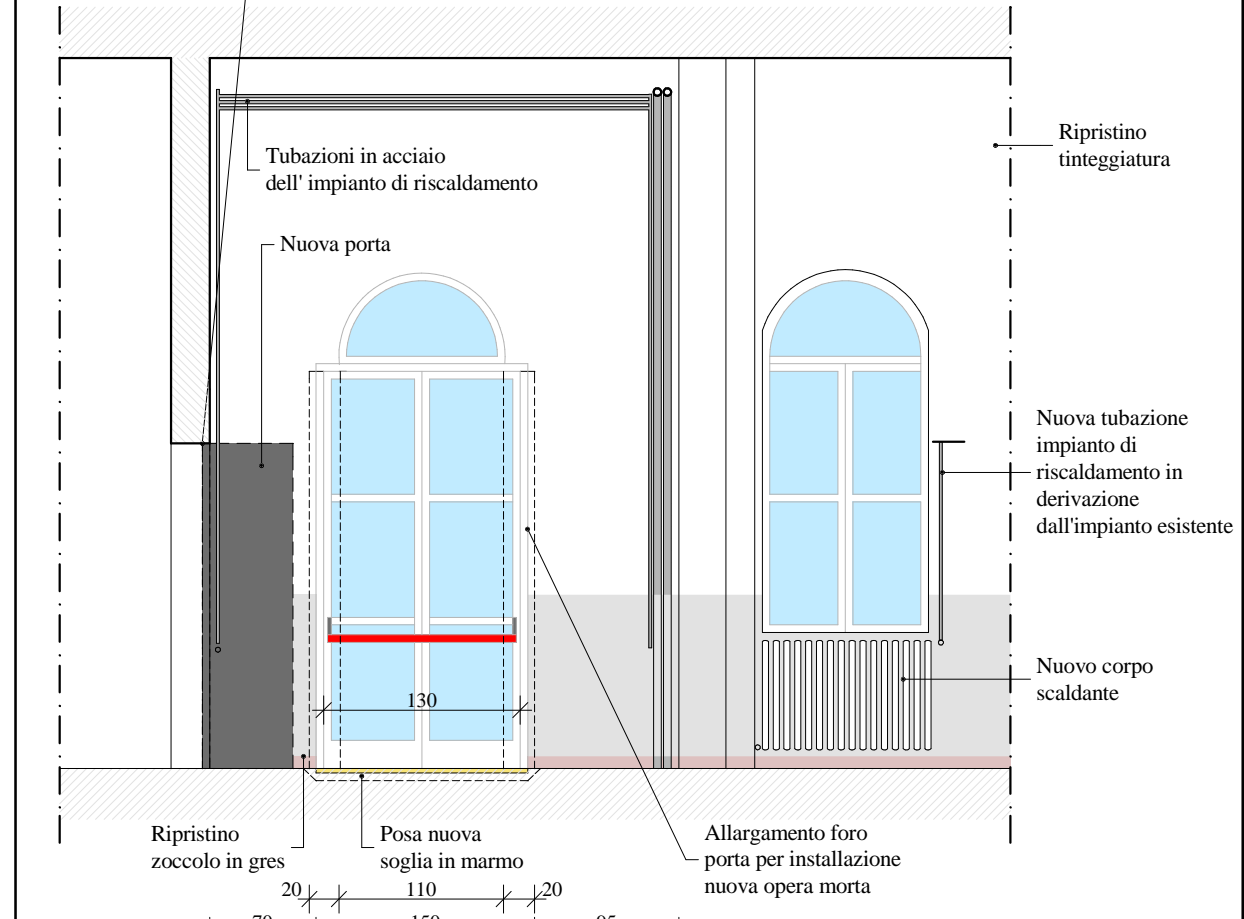 Tubazioni in acciaio
dell' impianto di riscaldamento
Ripristino
tinteggiatura
Nuova porta
Nuova tubazione
impianto di
riscaldamento in
derivazione
dall'impianto esistente
Nuovo corpo
scaldante
130
Ripristino
zoccolo in gres
Posa nuova
soglia in marmo
Allargamento foro
porta per installazione
nuova opera morta
20 110 20